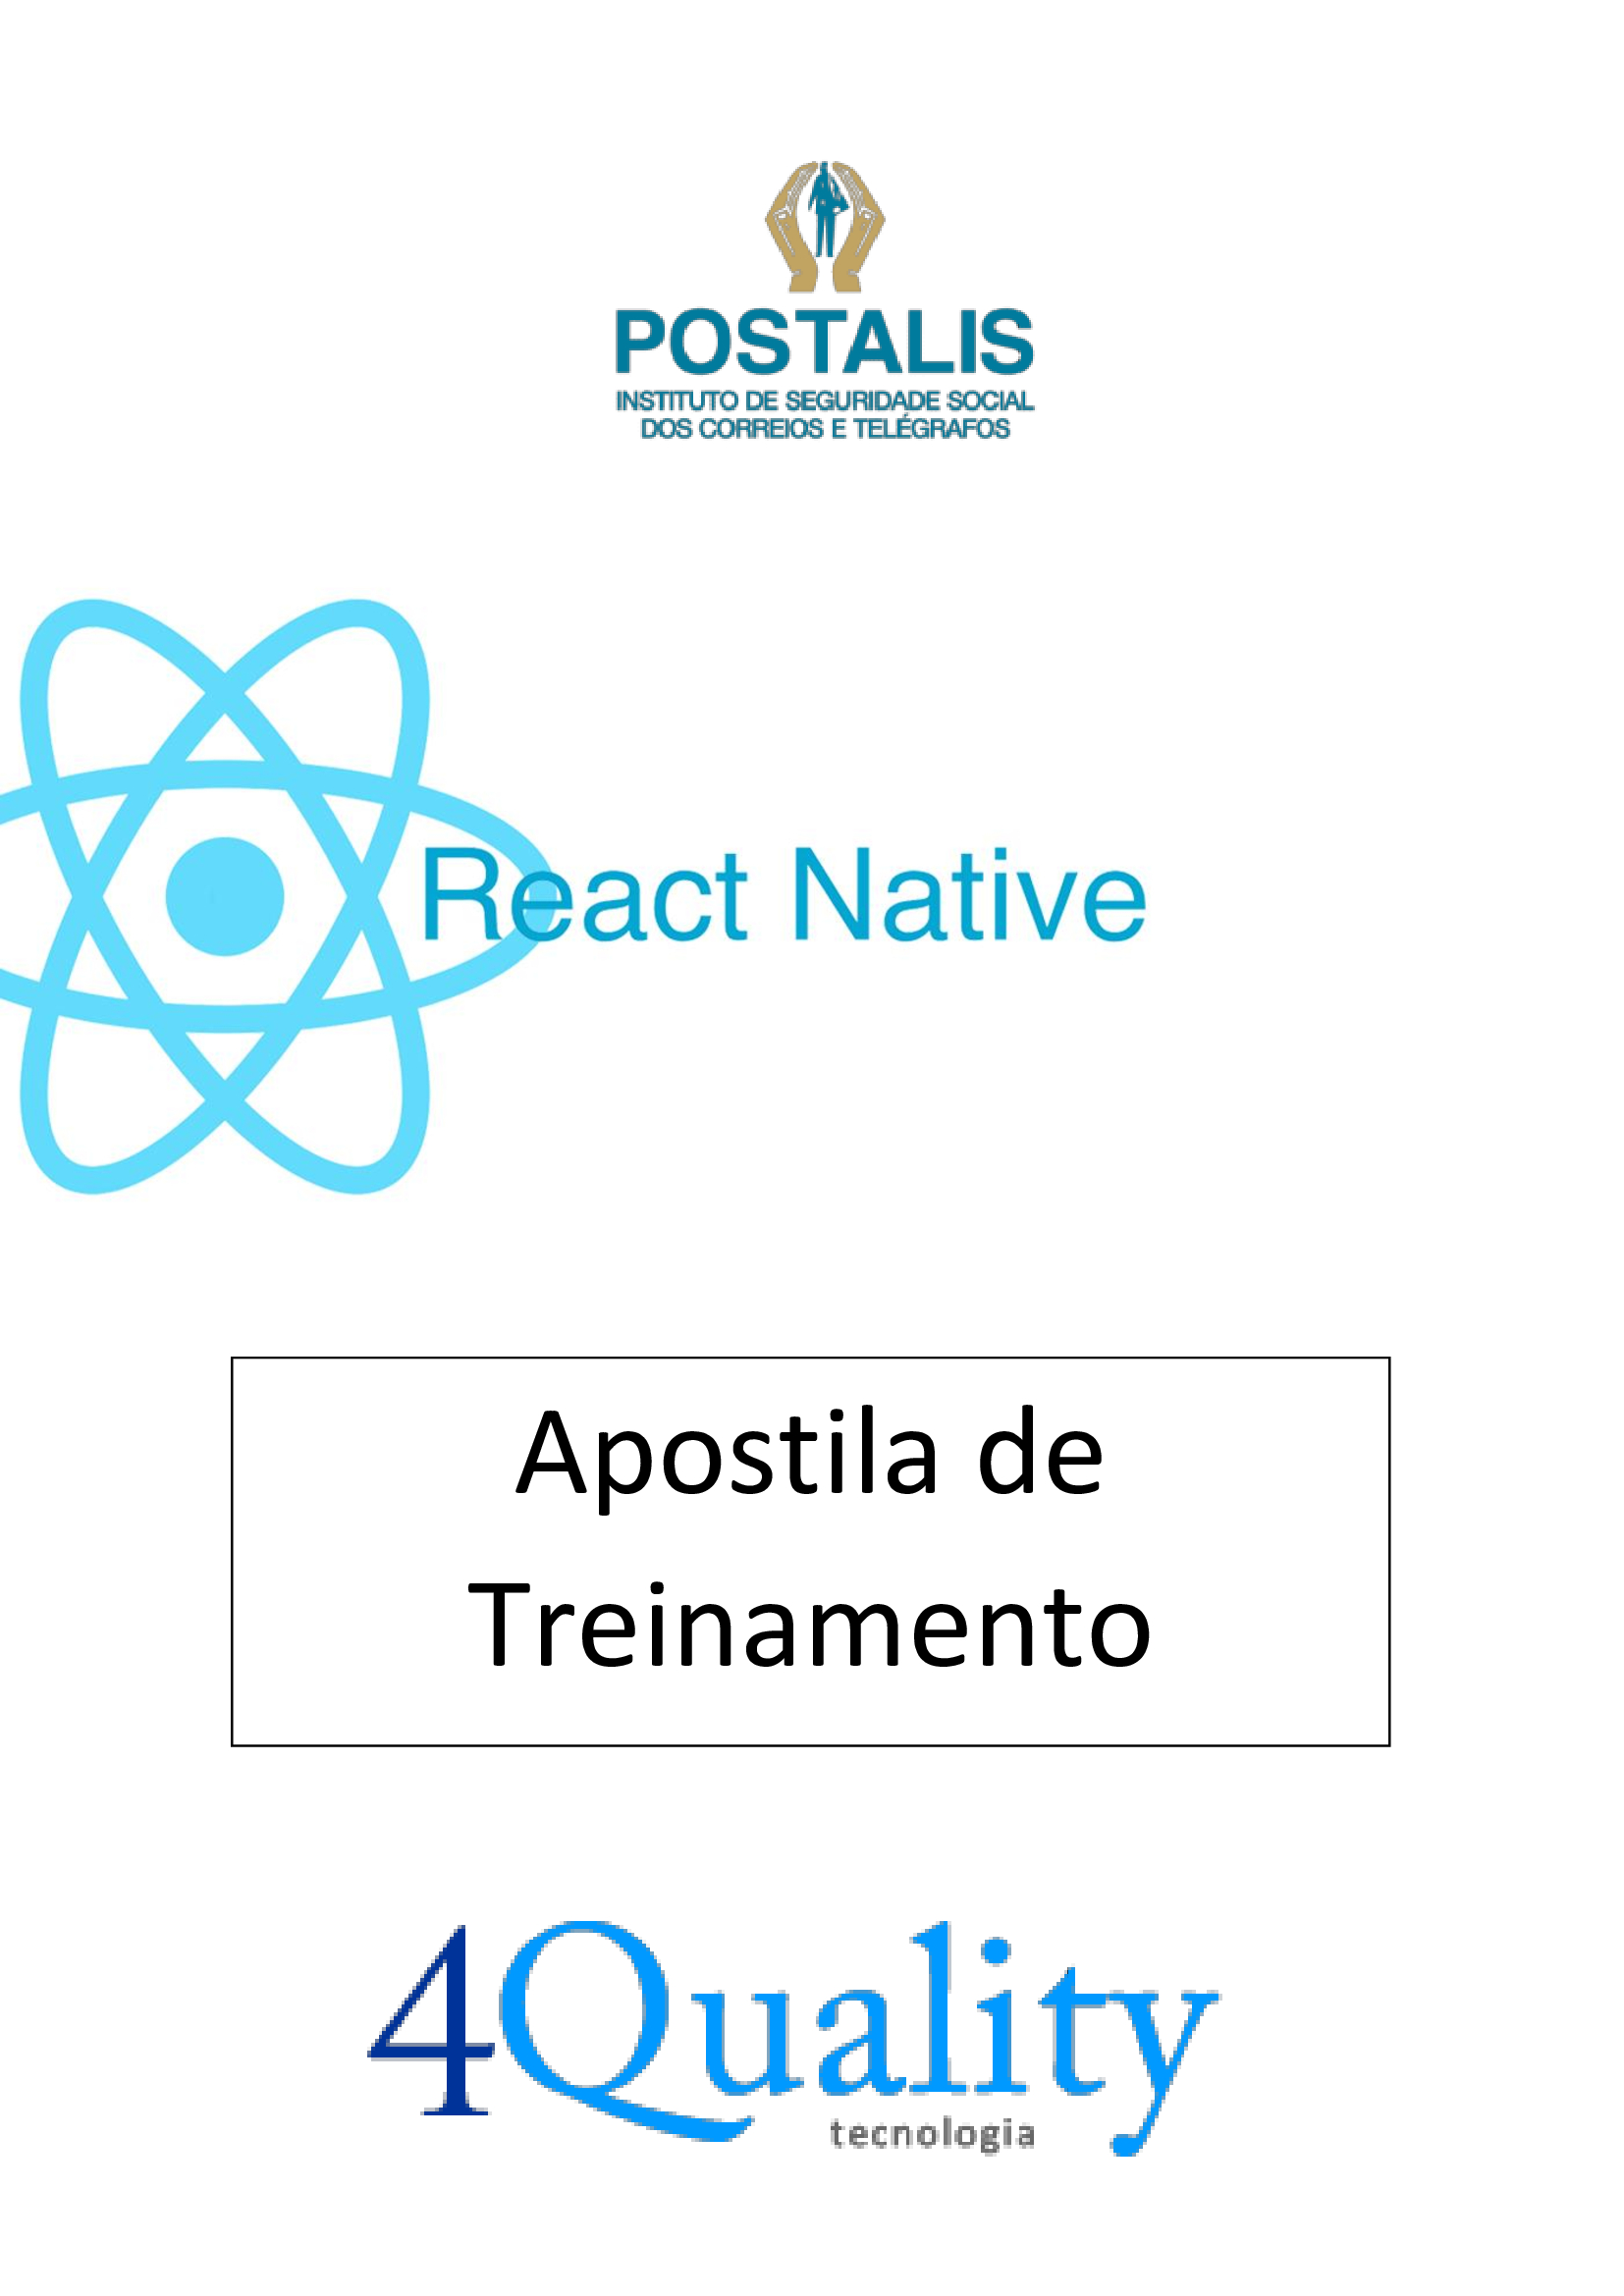 POSTALIS
INSTITUTO DE SEGURIDADE SOCIAL
DOS CORREIOS E TELÉGRAFOS
React Native
Apostila de
Treinamento
4Quality
tecnologia